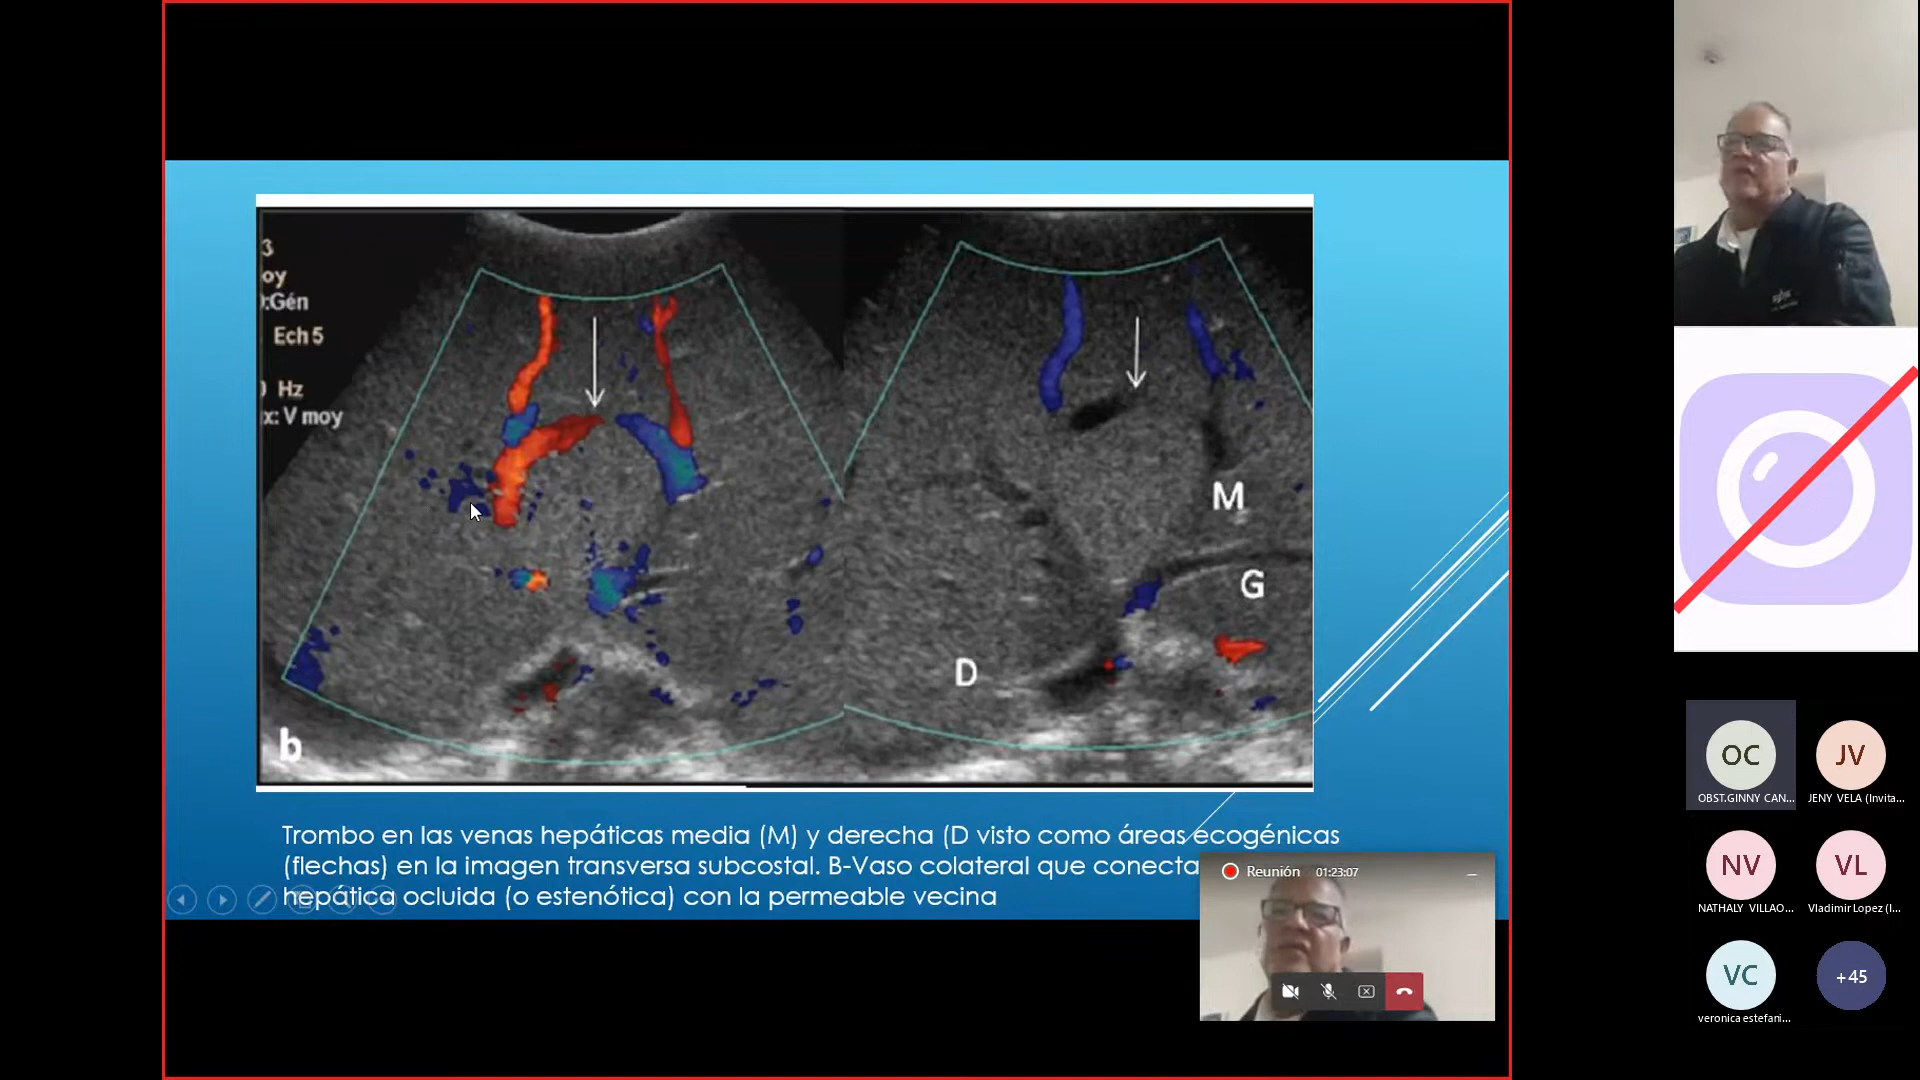 3
oy
:Gén
Ech 5
Hz
x: V moy
M
G
D
b
Trombo en las venas hepáticas media (M) y derecha (D visto como áreas ecogénicas
(flechas) en la imagen transversa subcostal. B-Vaso colateral que conecta
hepática ocluida (o estenótica) con la permeable vecina
Reunión 01:23:07
OC
OBST.GINNY CAN...
JV
JENY VELA (Invita...
NV
NATHALY VILLAO...
VL
Vladimir Lopez (I...
VC
veronica estefani...
+45